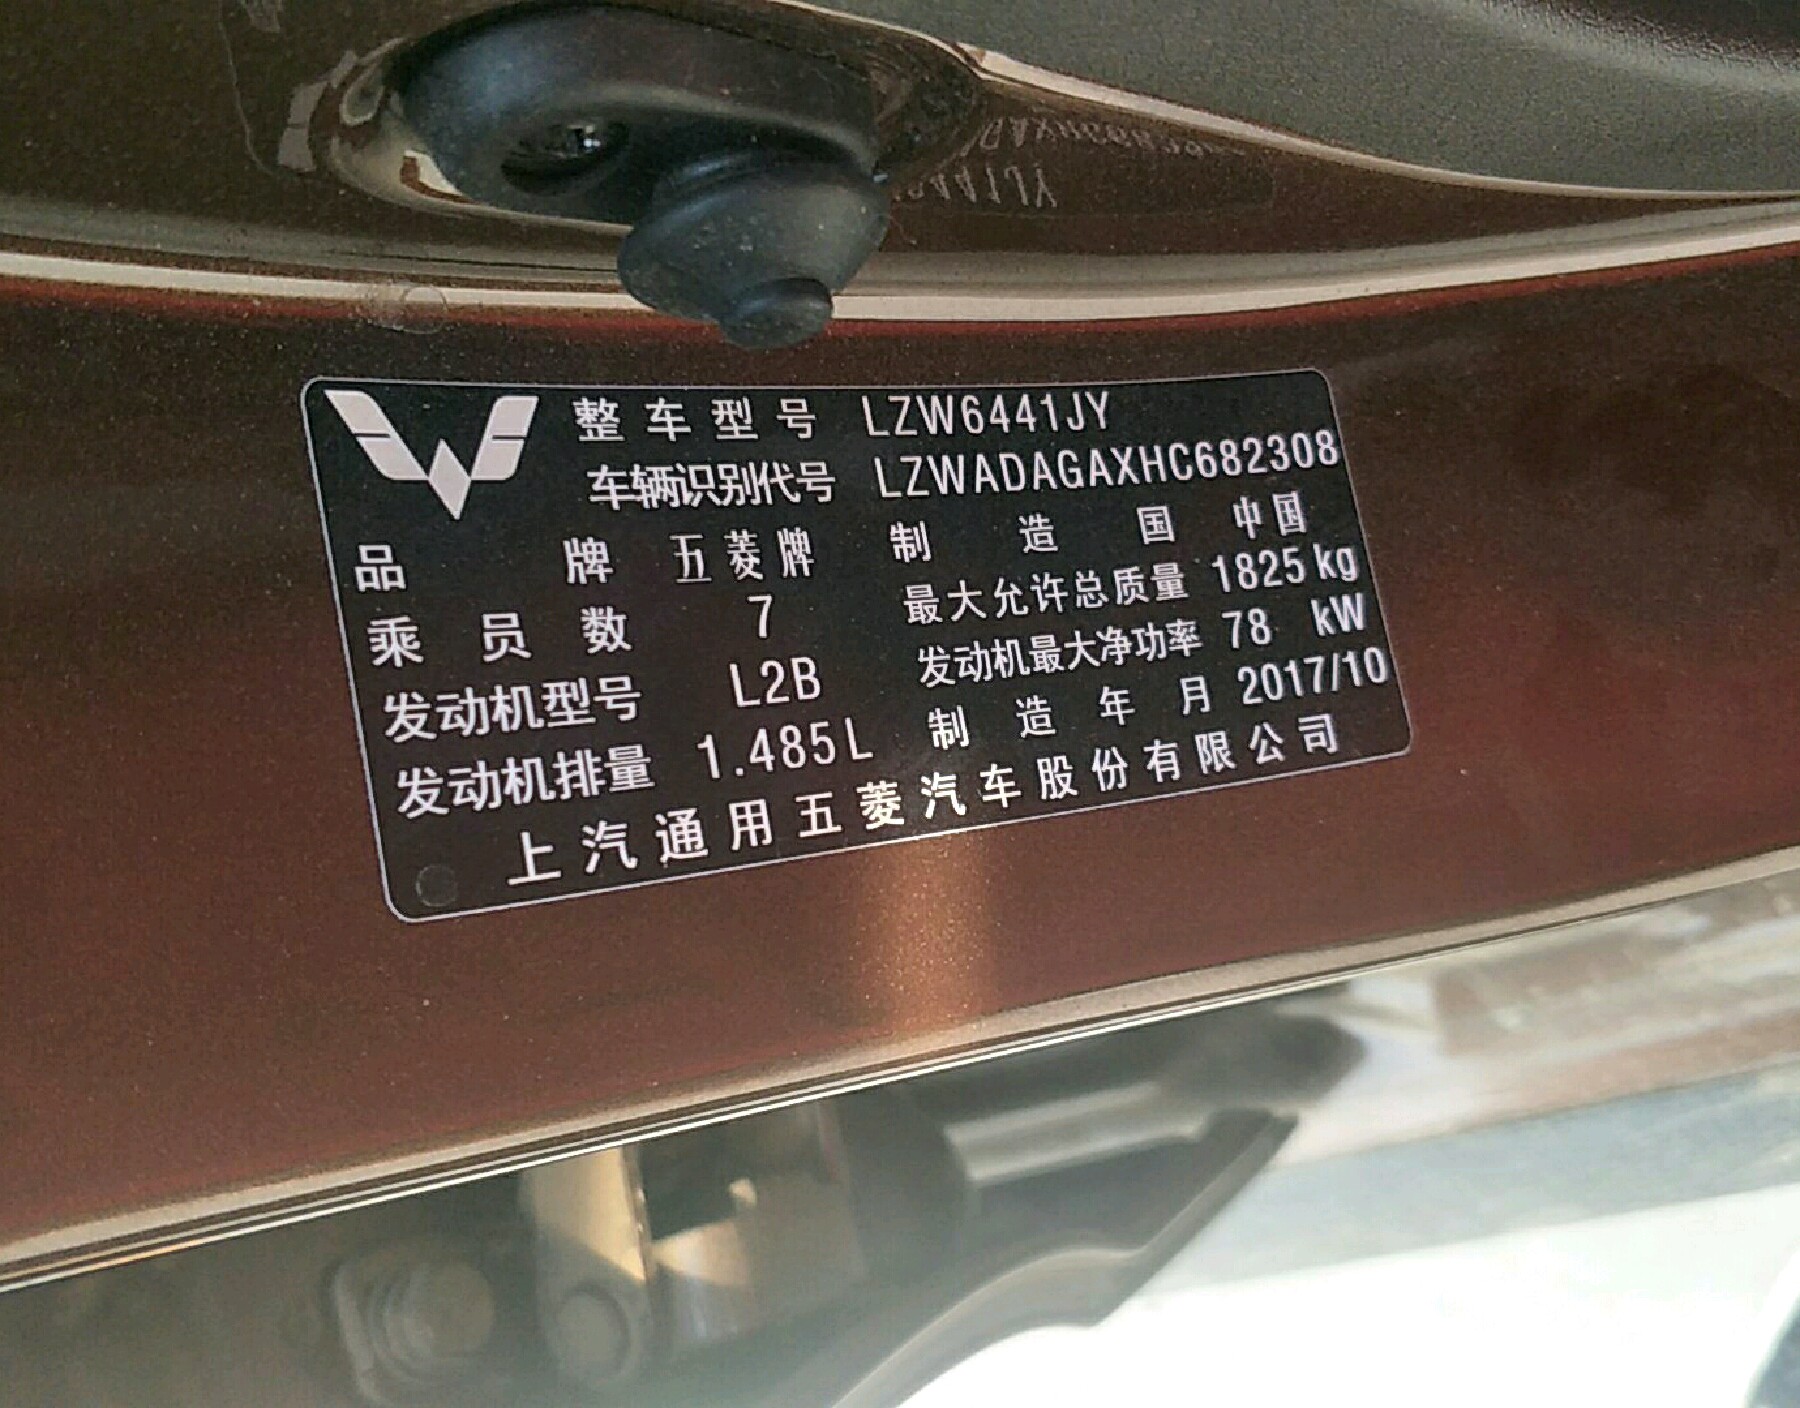 整车型号 LZW6441JY
车辆识别代号 LZWADAGAXHC682308
品牌 五菱牌 制造国 中国
乘员数 7 最大允许总质量 1825 kg
发动机型号 L2B 发动机最大净功率 78 kW
发动机排量 1.485L 制造年月 2017/10
上汽通用五菱汽车股份有限公司